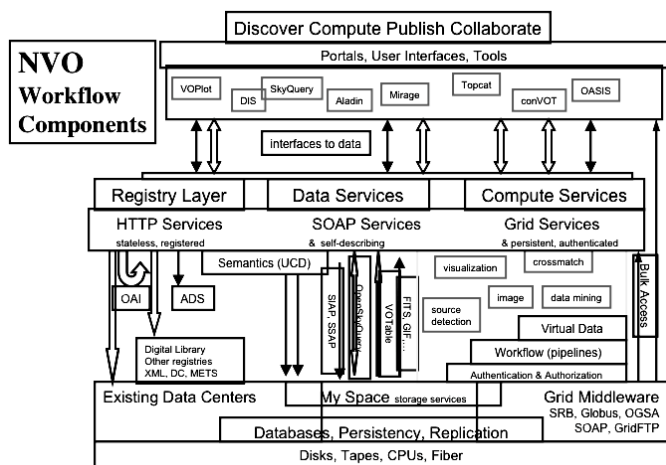 Discover Compute Publish Collaborate
NVO
Workflow
Components
Portals, User Interfaces, Tools
VOPlot
DIS
SkyQuery
Aladin
Mirage
Topcat
conVOT
OASIS
interfaces to data
Registry Layer
Data Services
Compute Services
HTTP Services
stateless, registered
SOAP Services
& self-describing
Grid Services
& persistent, authenticated
Semantics (UCD)
OAI
ADS
SIAP, SSAP
OpenSkyQuery
VOTable
FITS, GIF,...
visualization
crossmatch
source
detection
image
data mining
Bulk Access
Virtual Data
Workflow (pipelines)
Authentication & Authorization
Digital Library
Other registries
XML, DC, METS
Existing Data Centers
My Space storage services
Grid Middleware
SRB, Globus, OGSA
SOAP, GridFTP
Databases, Persistency, Replication
Disks, Tapes, CPUs, Fiber